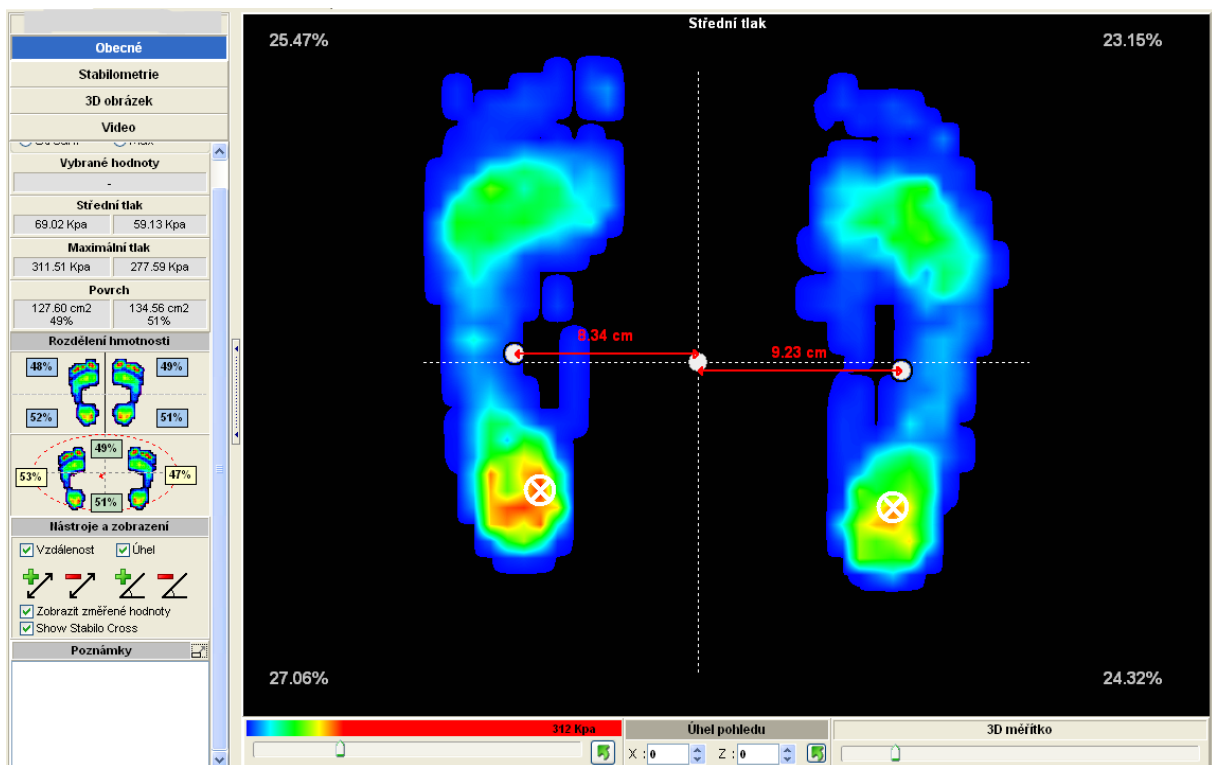 Obecné
Stabilometrie
3D obrázek
Video
Vybrané hodnoty
-
Střední tlak
69.02 Kpa 59.13 Kpa
Maximální tlak
311.51 Kpa 277.59 Kpa
Povrch
127.60 cm2 134.56 cm2
49% 51%
Rozdělení hmotnosti
48% 49%
52% 51%
49%
53% 47%
51%
Nástroje a zobrazení
Vzdálenost Úhel
Zobrazit změřené hodnoty
Show Stabilo Cross
Poznámky
Střední tlak
25.47% 23.15%
8.34 cm
9.23 cm
27.06% 24.32%
312 Kpa
Úhel pohledu
3D měřítko
X : 0 Z : 0